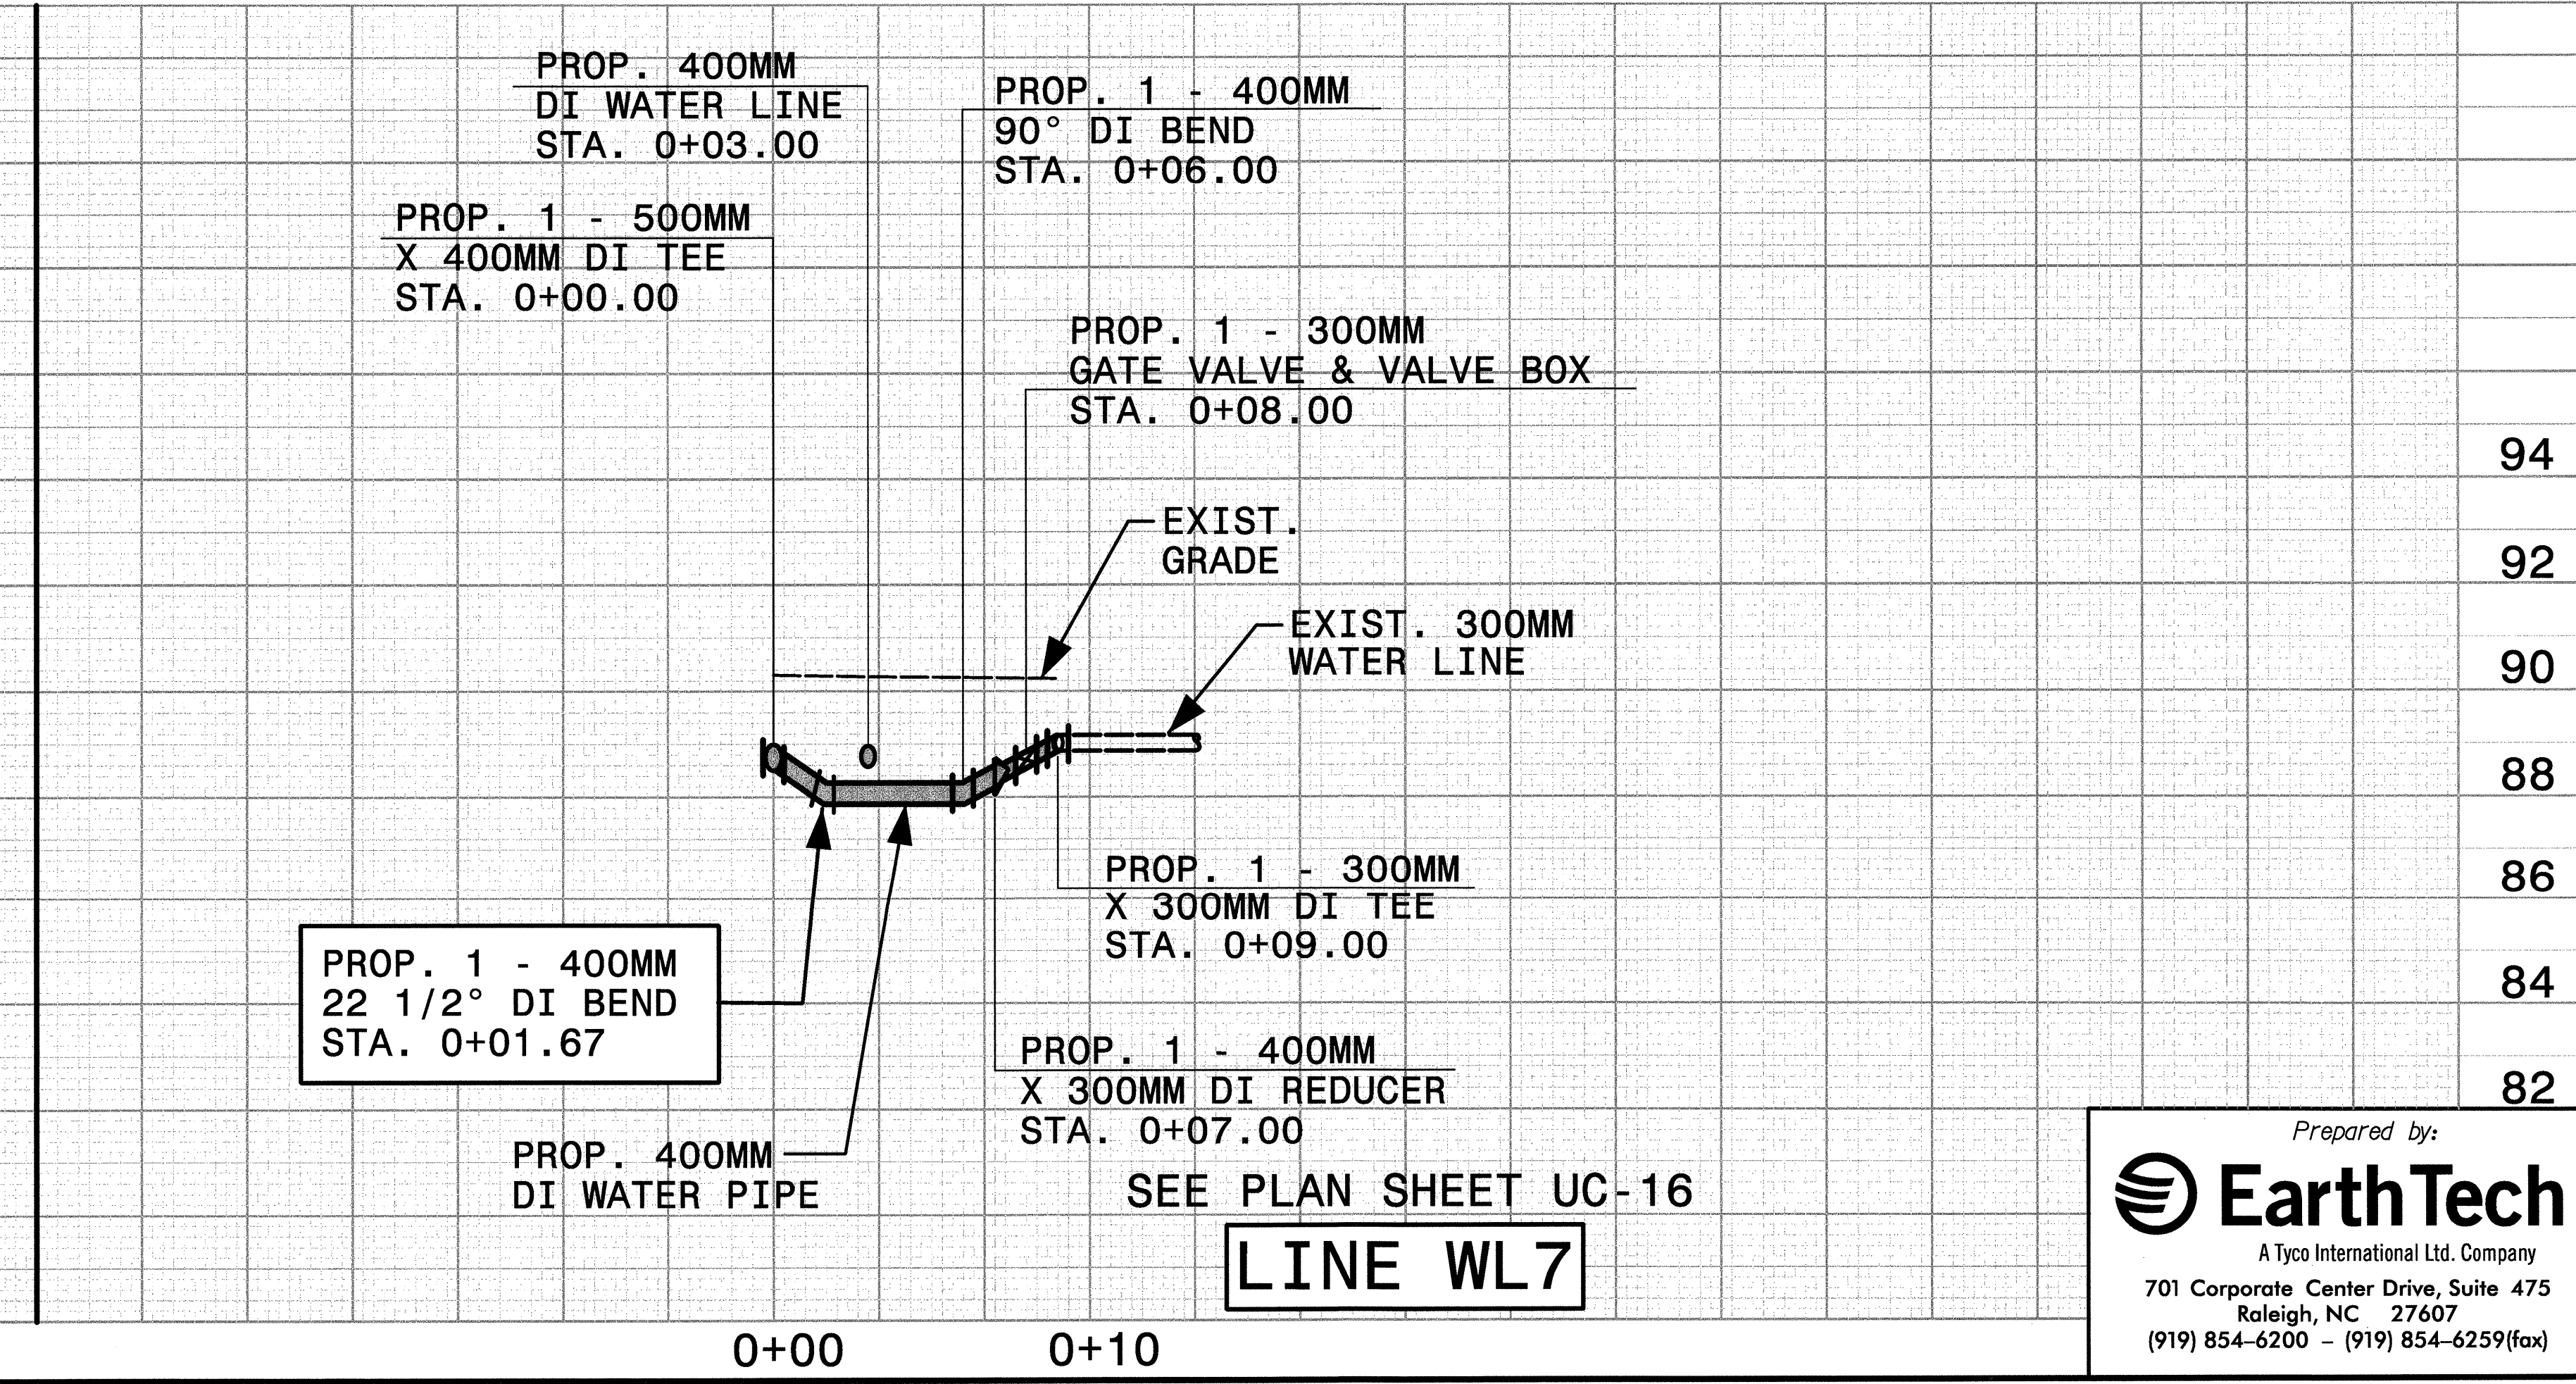 PROP. 400MM
DI WATER LINE
STA. 0+03.00
PROP. 1 - 400MM
90° DI BEND
STA. 0+06.00
PROP. 1 - 500MM
X 400MM DI TEE
STA. 0+00.00
PROP. 1 - 300MM
GATE VALVE & VALVE BOX
STA. 0+08.00
94
EXIST.
GRADE
92
EXIST. 300MM
WATER LINE
90
88
PROP. 1 - 300MM
X 300MM DI TEE
STA. 0+09.00
86
PROP. 1 - 400MM
22 1/2° DI BEND
STA. 0+01.67
84
PROP. 1 - 400MM
X 300MM DI REDUCER
STA. 0+07.00
82
PROP. 400MM
DI WATER PIPE
SEE PLAN SHEET UC-16
LINE WL7
0+00
0+10
Prepared by:
EarthTech
A Tyco International Ltd. Company
701 Corporate Center Drive, Suite 475
Raleigh, NC 27607
(919) 854–6200 – (919) 854–6259(fax)